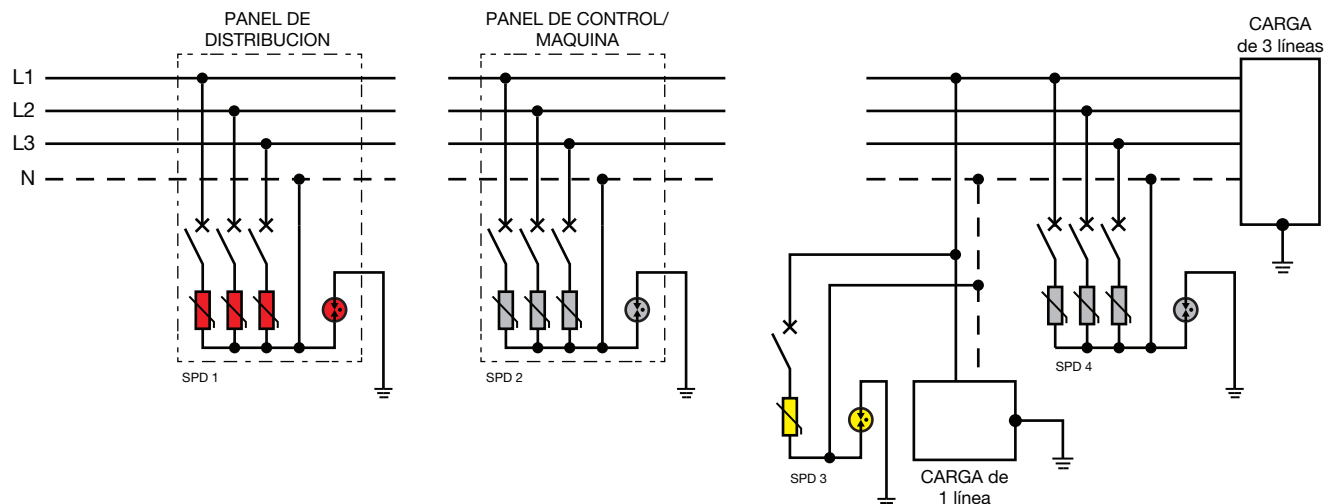 PANEL DE
DISTRIBUCION
PANEL DE CONTROL/
MAQUINA
CARGA
de 3 líneas
L1
L2
L3
N
SPD 1
SPD 2
SPD 4
SPD 3
CARGA de
1 línea